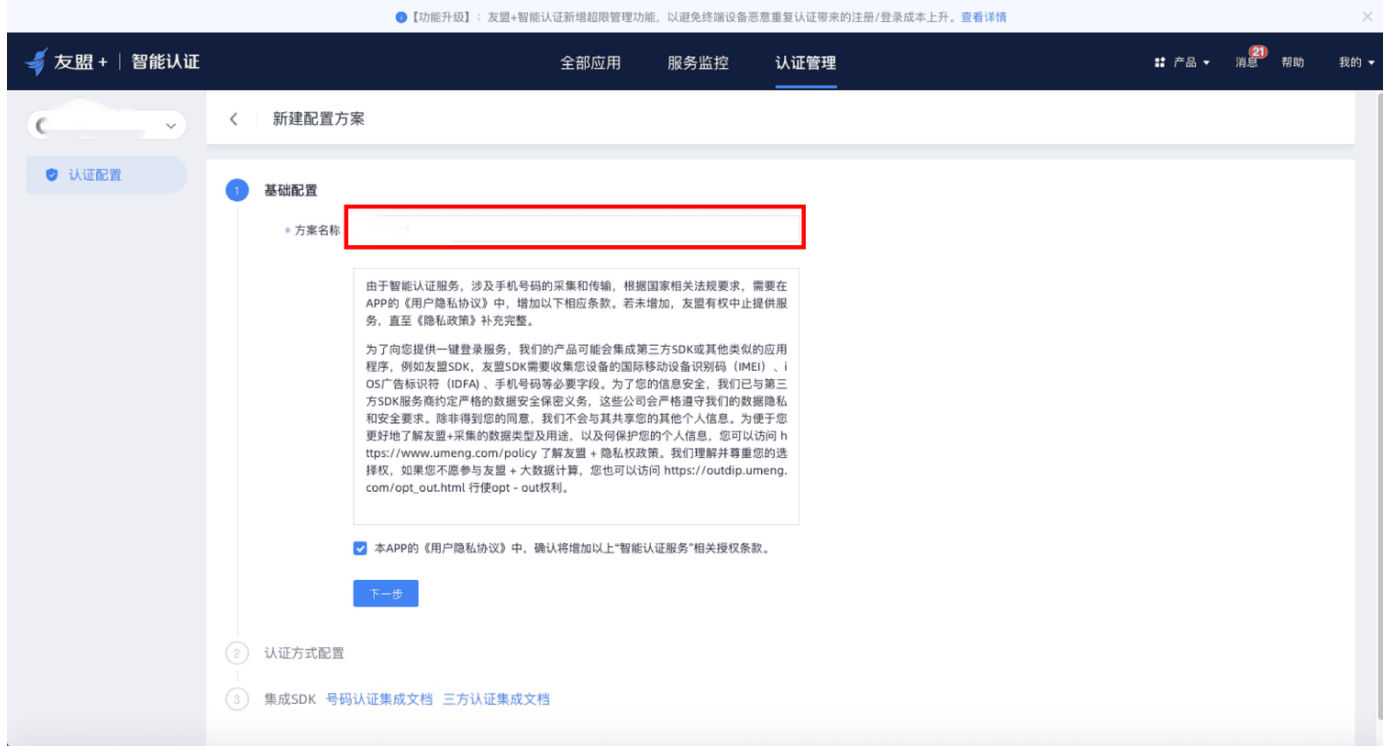 【功能升级】：友盟+智能认证新增超限管理功能，以避免终端设备恶意重复认证带来的注册/登录成本上升。查看详情
友盟+ | 智能认证
全部应用 服务监控 认证管理
产品 消息 21 帮助 我的
新建配置方案
认证配置
1 基础配置
* 方案名称
由于智能认证服务，涉及手机号码的采集和传输，根据国家相关法规要求，需要在
APP的《用户隐私协议》中，增加以下相应条款。若未增加，友盟有权中止提供服
务，直至《隐私政策》补充完整。
为了向您提供一键登录服务，我们的产品可能会集成第三方SDK或其他类似的应用
程序，例如友盟SDK，友盟SDK需要收集您设备的国际移动设备识别码（IMEI）、i
OS广告标识符（IDFA）、手机号码等必要字段。为了您的信息安全，我们已与第三
方SDK服务商约定严格的数据安全保密义务，这些公司会严格遵守我们的数据隐私
和安全要求。除非得到您的同意，我们不会与其共享您的其他个人信息。为便于您
更好地了解友盟+采集的数据类型及用途，以及何保护您的个人信息，您可以访问 h
ttps://www.umeng.com/policy 了解友盟 + 隐私权政策。我们理解并尊重您的选
择权，如果您不愿参与友盟 + 大数据计算，您也可以访问 https://outdip.umeng.
com/opt_out.html 行使opt - out权利。
本APP的《用户隐私协议》中，确认将增加以上“智能认证服务”相关授权条款。
下一步
2 认证方式配置
3 集成SDK 号码认证集成文档 三方认证集成文档